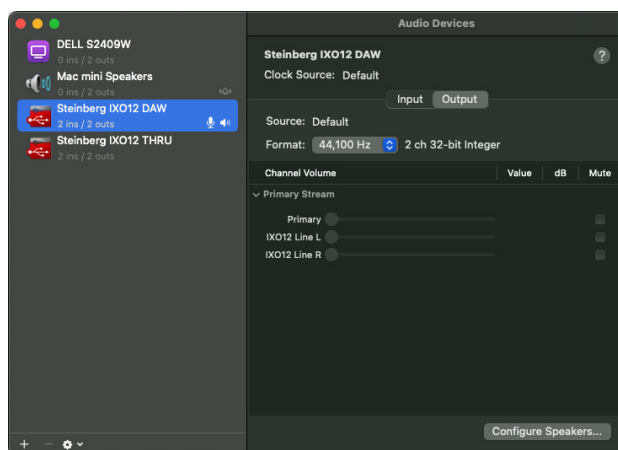 Audio Devices
DELL S2409W
0 ins / 2 outs
Mac mini Speakers
0 ins / 2 outs
Steinberg IXO12 DAW
2 ins / 2 outs
Steinberg IXO12 THRU
2 ins / 2 outs
Steinberg IXO12 DAW
?
Clock Source: Default
Input Output
Source: Default
Format: 44,100 Hz 2 ch 32-bit Integer
Channel Volume Value dB Mute
Primary Stream
Primary
IXO12 Line L
IXO12 Line R
Configure Speakers...